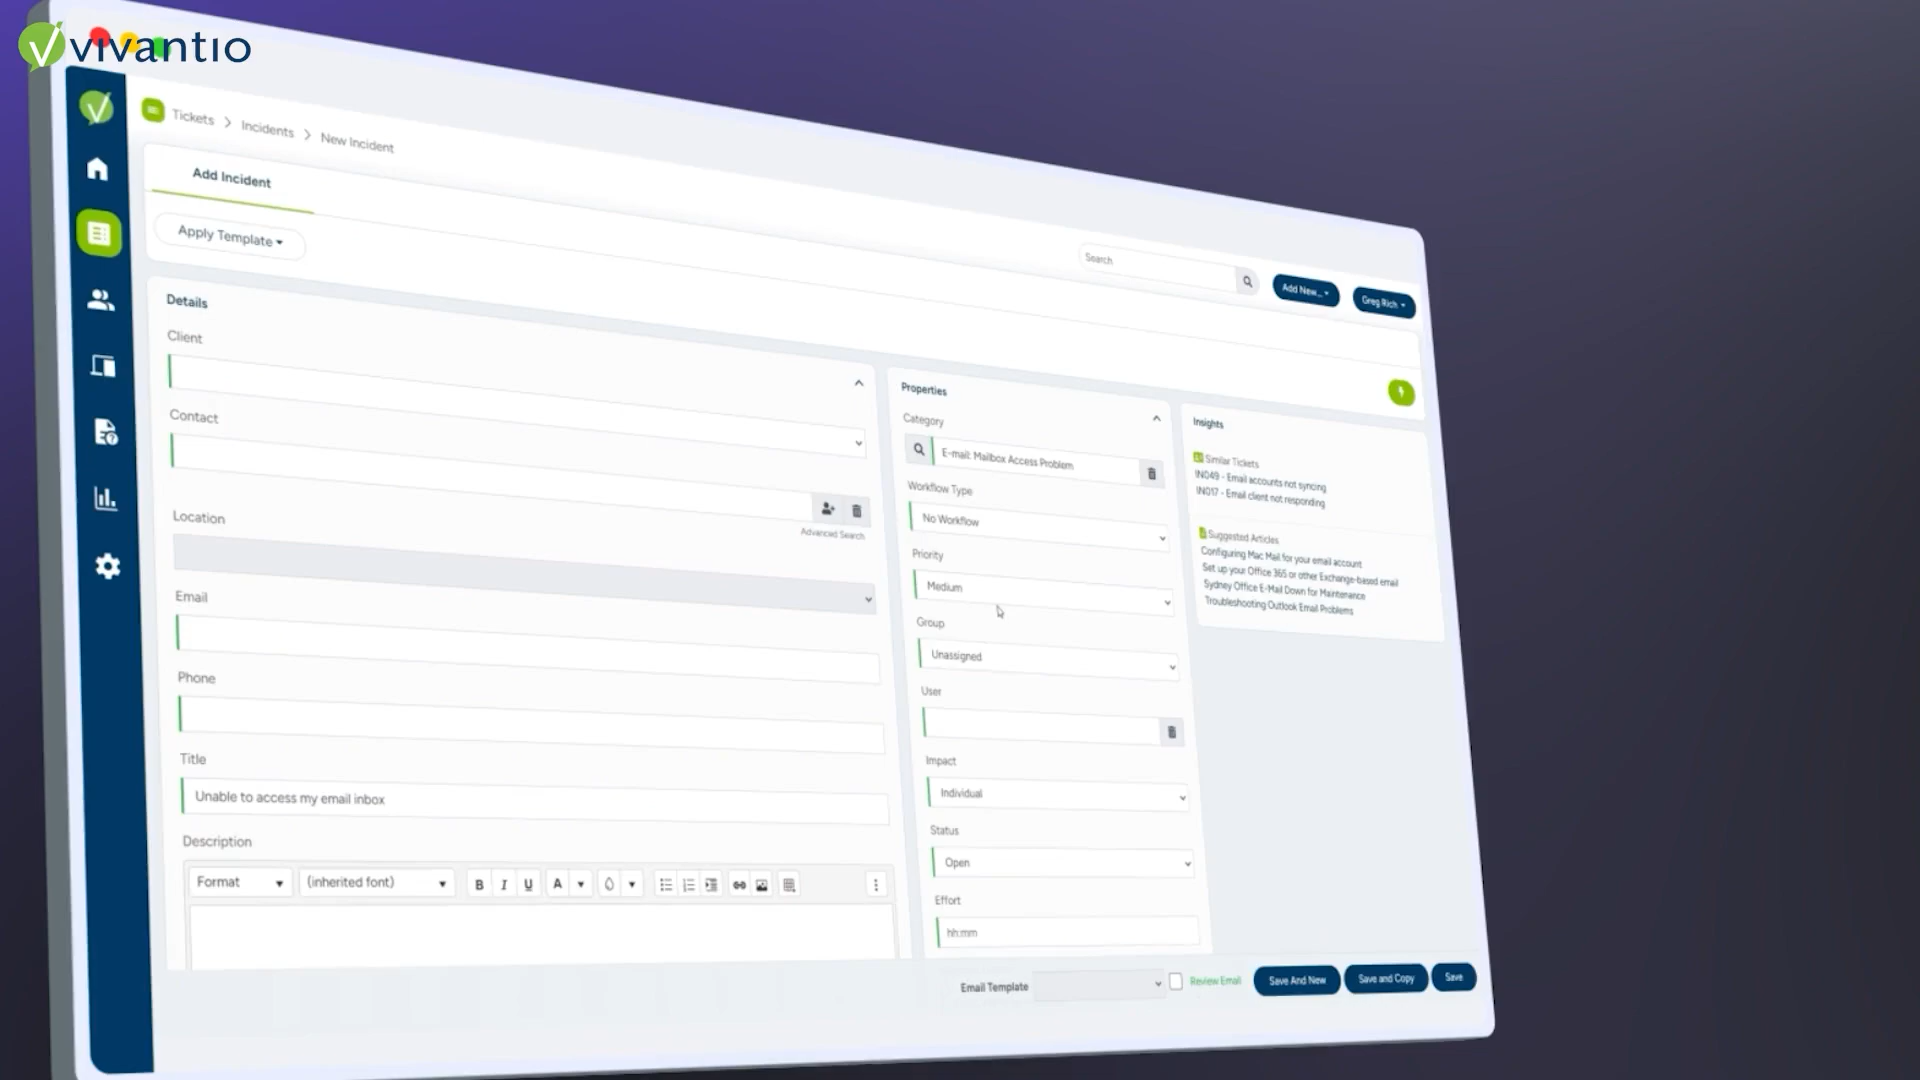 vivantio
Tickets > Incidents > New Incident
Add Incident
Apply Template
Search
Add New...
Greg Rich
Details
Client
Contact
Advanced Search
Location
Email
Phone
Title
Unable to access my email inbox
Description
Format
(inherited font)
B I U A
Properties
Category
E-mail: Mailbox Access Problem
Workflow Type
No Workflow
Priority
Medium
Group
Unassigned
User
Impact
Individual
Status
Open
Effort
hh:mm
Insights
Similar Tickets
IN049 - Email accounts not syncing
IN017 - Email client not responding
Suggested Articles
Configuring Mac Mail for your email account
Set up your Office 365 or other Exchange-based email
Sydney Office E-Mail Down for Maintenance
Troubleshooting Outlook Email Problems
Email Template
Review Email
Save And New
Save and Copy
Save